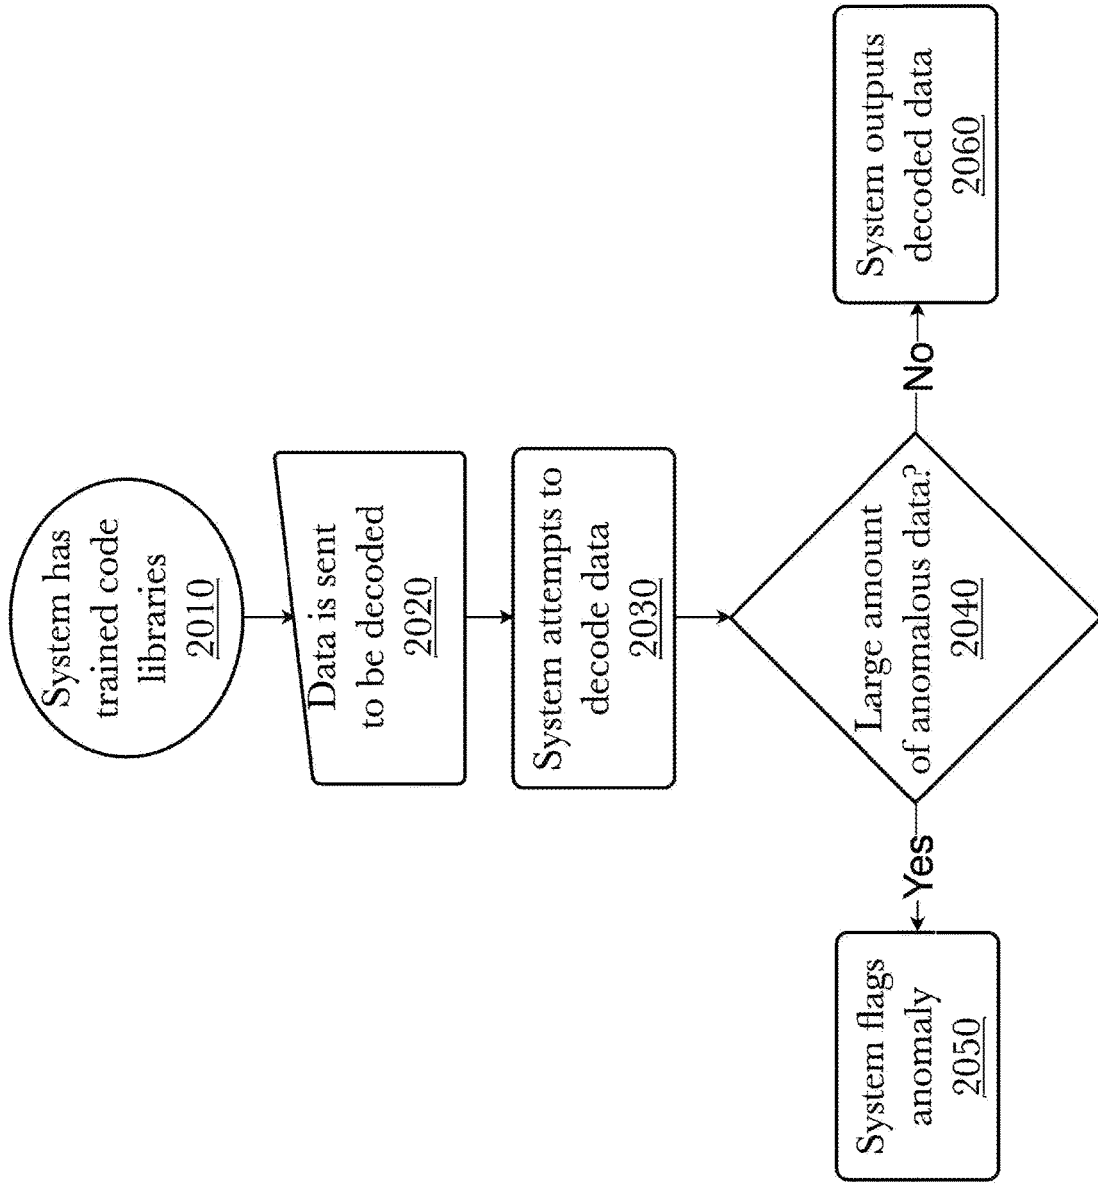 System has
trained code
libraries
2010
Data is sent
to be decoded
2020
System attempts to
decode data
2030
Large amount
of anomalous data?
2040
Yes
No
System flags
anomaly
2050
System outputs
decoded data
2060